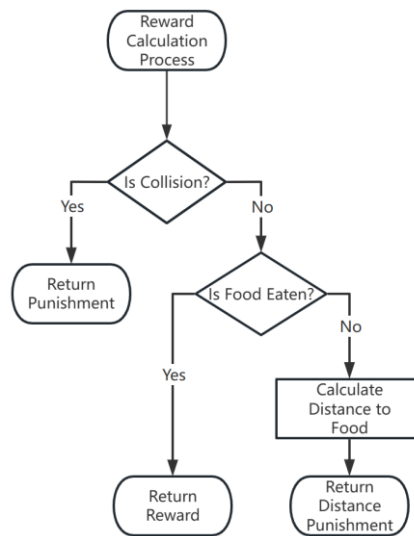 Reward
Calculation
Process
Is Collision?
Yes
No
Return
Punishment
Is Food Eaten?
Yes
No
Calculate
Distance to
Food
Return
Reward
Return
Distance
Punishment